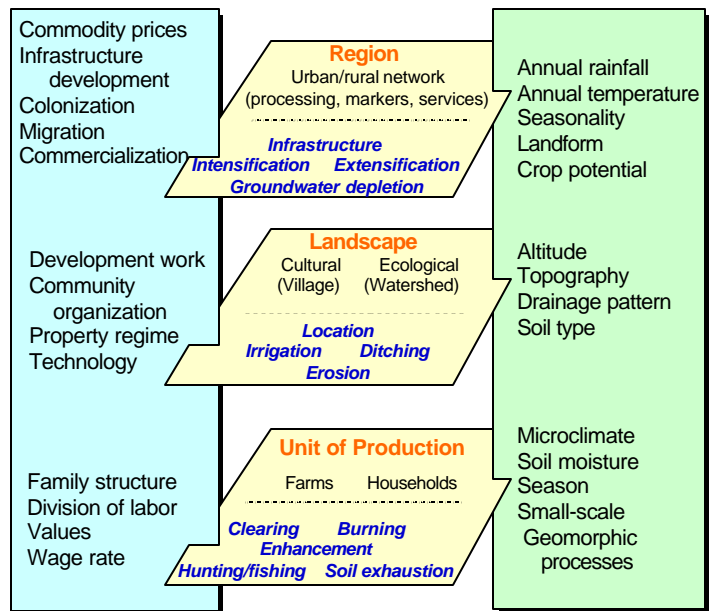 Commodity prices
Infrastructure
development
Colonization
Migration
Commercialization
Region
Urban/rural network
(processing, markers, services)
Infrastructure
Intensification Extensification
Groundwater depletion
Annual rainfall
Annual temperature
Seasonality
Landform
Crop potential
Development work
Community
organization
Property regime
Technology
Landscape
Cultural Ecological
(Village) (Watershed)
Location
Irrigation Ditching
Erosion
Altitude
Topography
Drainage pattern
Soil type
Family structure
Division of labor
Values
Wage rate
Unit of Production
Farms Households
Clearing Burning
Enhancement
Hunting/fishing Soil exhaustion
Microclimate
Soil moisture
Season
Small-scale
Geomorphic
processes